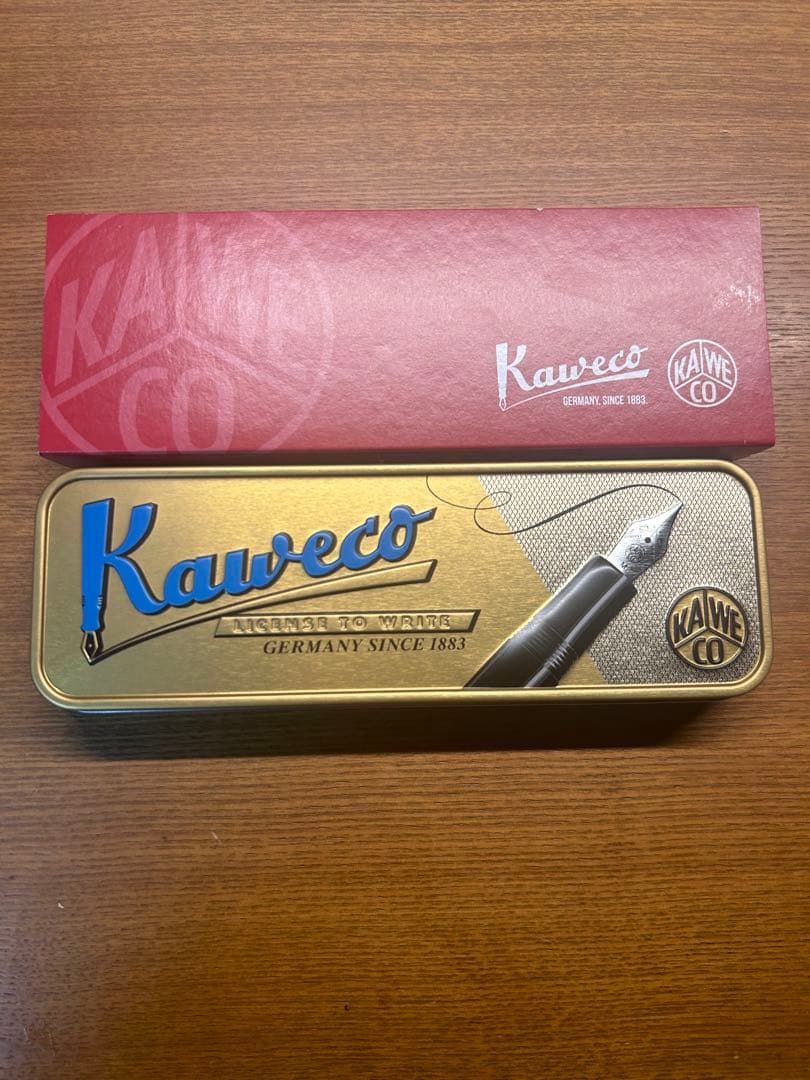 KAWE
CO
Kaweco
GERMANY, SINCE 1883.
KAWE
CO
Kaweco
LICENSE TO WRITE
GERMANY SINCE 1883
KAWE
CO